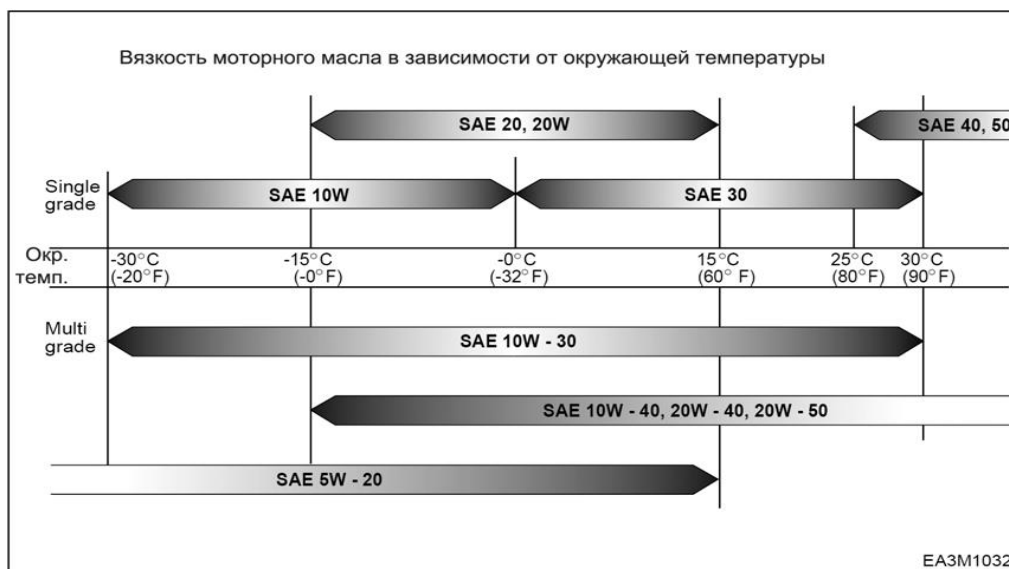 Вязкость моторного масла в зависимости от окружающей температуры
SAE 20, 20W
SAE 40, 50
Single
grade
SAE 10W
SAE 30
Окр.
темп.
-30°C
(-20°F)
-15°C
(-0°F)
-0°C
(-32°F)
15°C
(60° F)
25°C
(80°F)
30°C
(90°F)
Multi
grade
SAE 10W - 30
SAE 10W - 40, 20W - 40, 20W - 50
SAE 5W - 20
EA3M1032